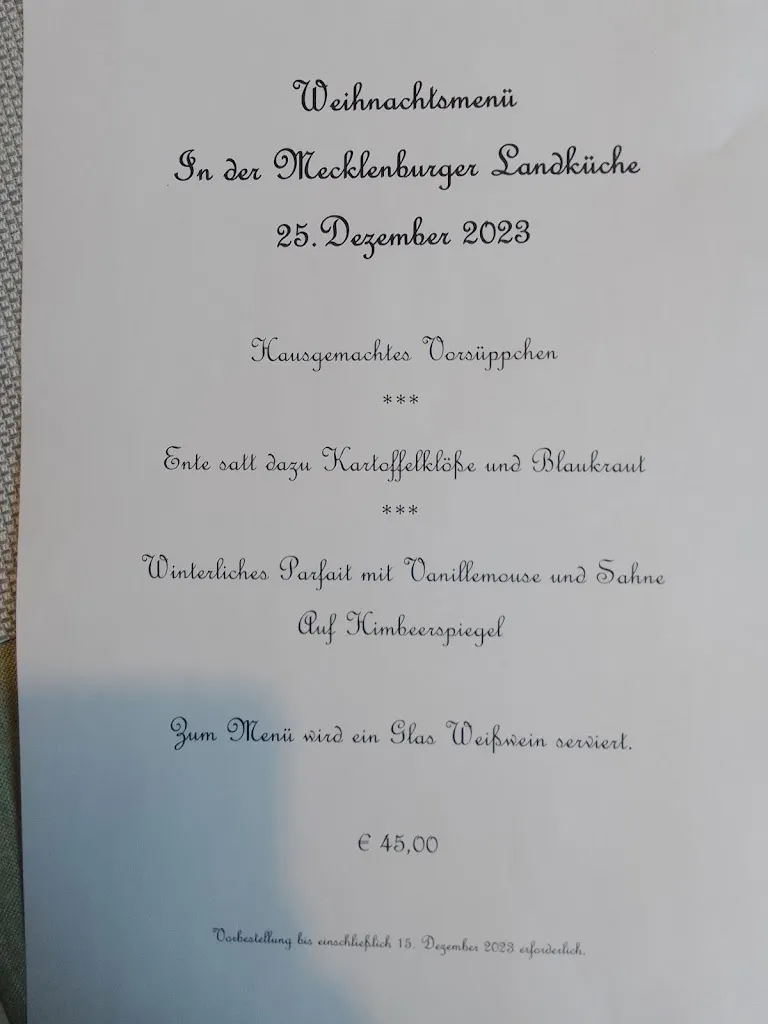 Weihnachtsmenü
In der Mecklenburger Landküche
25. Dezember 2023
Hausgemachtes Vorsüppchen
***
Ente satt dazu Kartoffelklöße und Blaukraut
***
Winterliches Parfait mit Vanillemouse und Sahne
Auf Himbeerspiegel
Zum Menü wird ein Glas Weißwein serviert.
€ 45,00
Vorbestellung bis einschließlich 15. Dezember 2023 erforderlich.